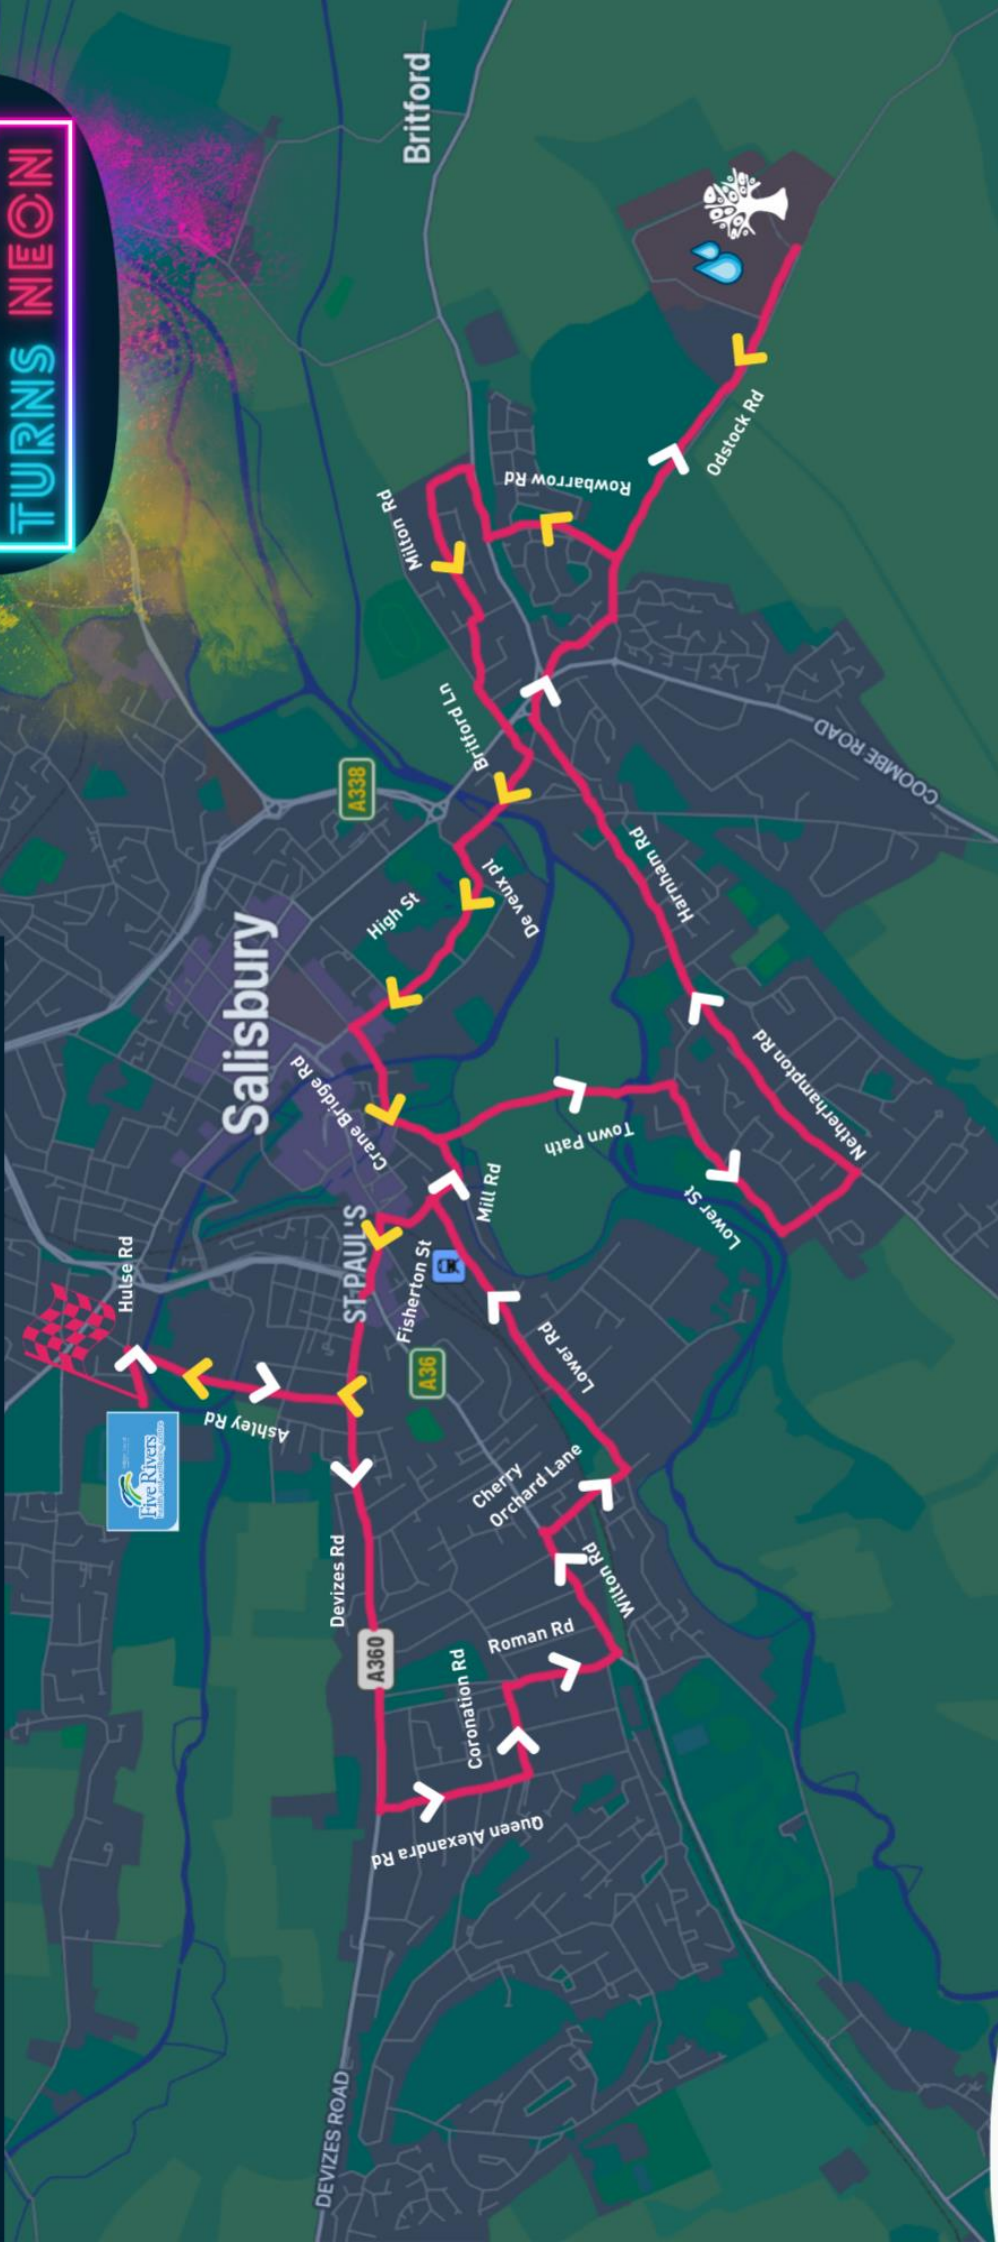 TURNS NEON
Britford
Salisbury
ST PAUL'S
Hulse Rd
Five Rivers
Ashley Rd
Devizes Rd
A360
DEVIZES ROAD
Queen Alexandra Rd
Coronation Rd
Roman Rd
Wilton Rd
Cherry
Orchard Lane
Lower Rd
A36
Fisherton St
Mill Rd
Crane Bridge Rd
Town Path
Lower St
Netherhampton Rd
Harnham Rd
COOMBE ROAD
Odstock Rd
Rowbarrow Rd
Milton Rd
Britford Ln
De veux pl
High St
A338